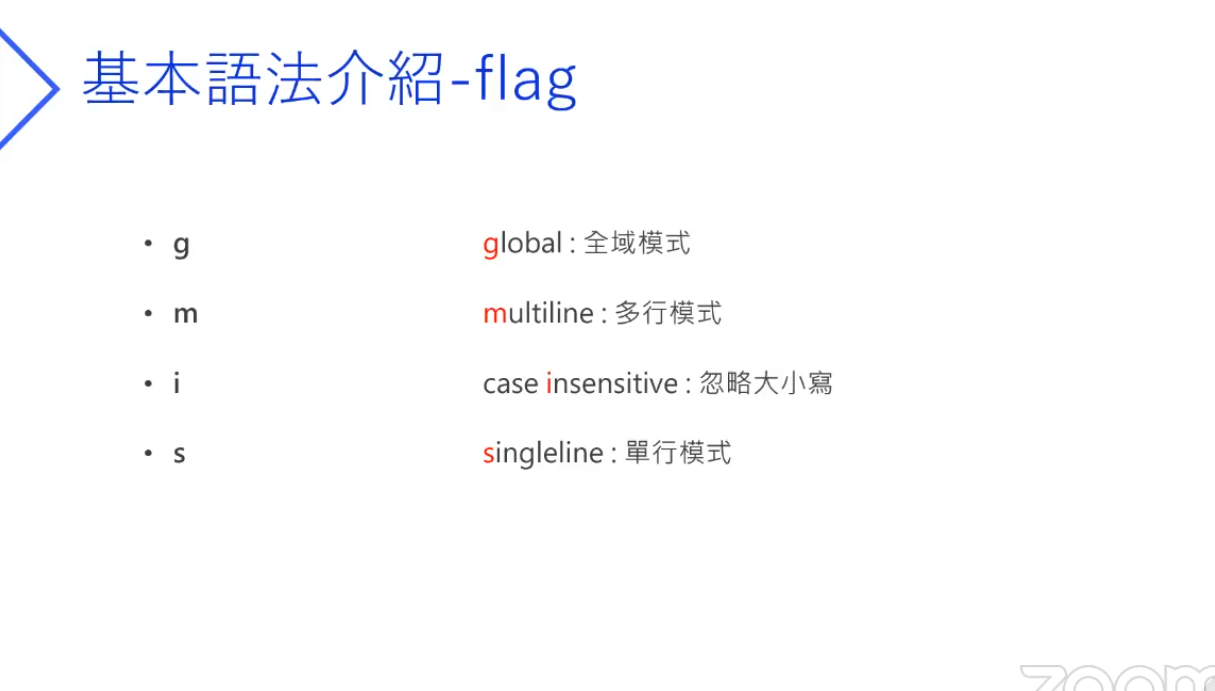 基本語法介紹-flag
• g global : 全域模式
• m multiline : 多行模式
• i case insensitive : 忽略大小寫
• s singleline : 單行模式
zoom